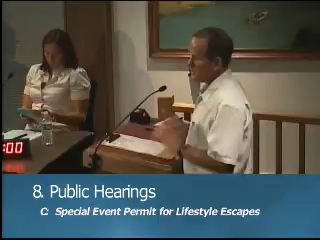 :00
8. Public Hearings
C: Special Event Permit for Lifestyle Escapes